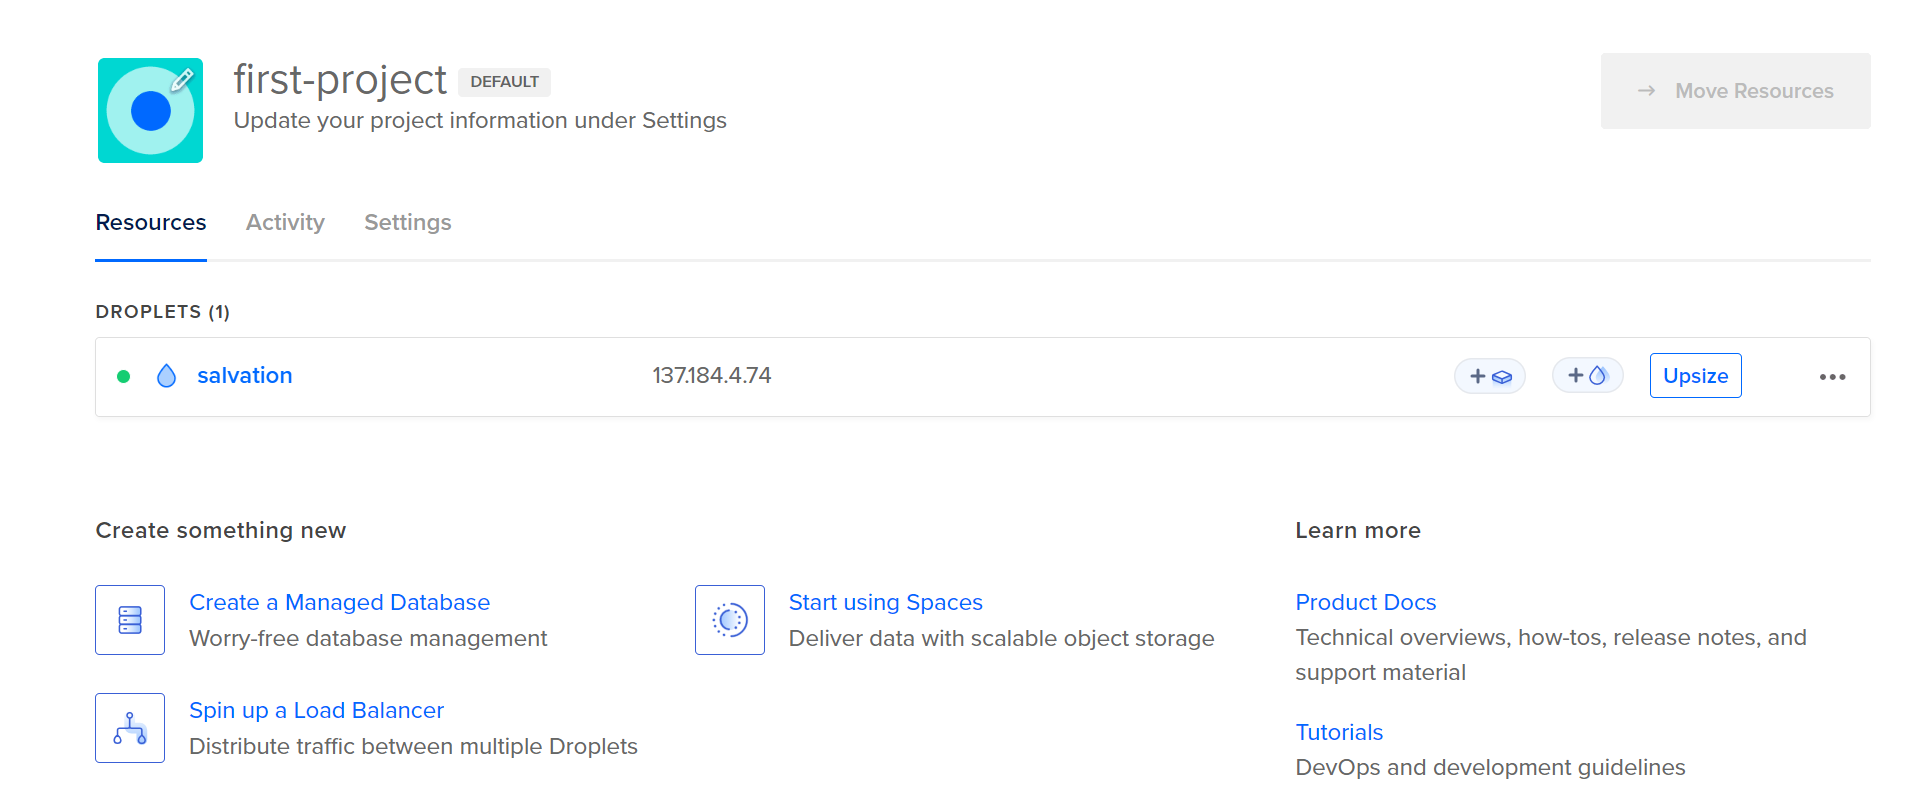 first-project DEFAULT
Update your project information under Settings
Move Resources
Resources Activity Settings
DROPLETS (1)
salvation 137.184.4.74 Upsize
Create something new
Create a Managed Database
Worry-free database management
Start using Spaces
Deliver data with scalable object storage
Spin up a Load Balancer
Distribute traffic between multiple Droplets
Learn more
Product Docs
Technical overviews, how-tos, release notes, and
support material
Tutorials
DevOps and development guidelines